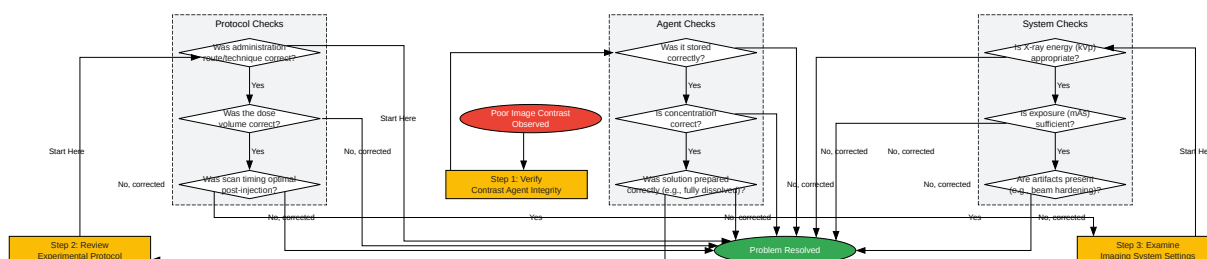 Protocol Checks
Was administration
route/technique correct?
Yes
Was the dose
volume correct?
Yes
Was scan timing optimal
post-injection?
Start Here
No, corrected
No, corrected
No, corrected
Start Here
Step 2: Review
Experimental Protocol
Poor Image Contrast
Observed
Step 1: Verify
Contrast Agent Integrity
Yes
Agent Checks
Was it stored
correctly?
Yes
Is concentration
correct?
Yes
Was solution prepared
correctly (e.g., fully dissolved)?
No, corrected
No, corrected
Problem Resolved
No, corrected
No, corrected
No, corrected
Yes
No, corrected
System Checks
Is X-ray energy (kVp)
appropriate?
Yes
Is exposure (mAs)
sufficient?
Yes
Are artifacts present
(e.g., beam hardening)?
Start He
Step 3: Examine
Imaging System Settings